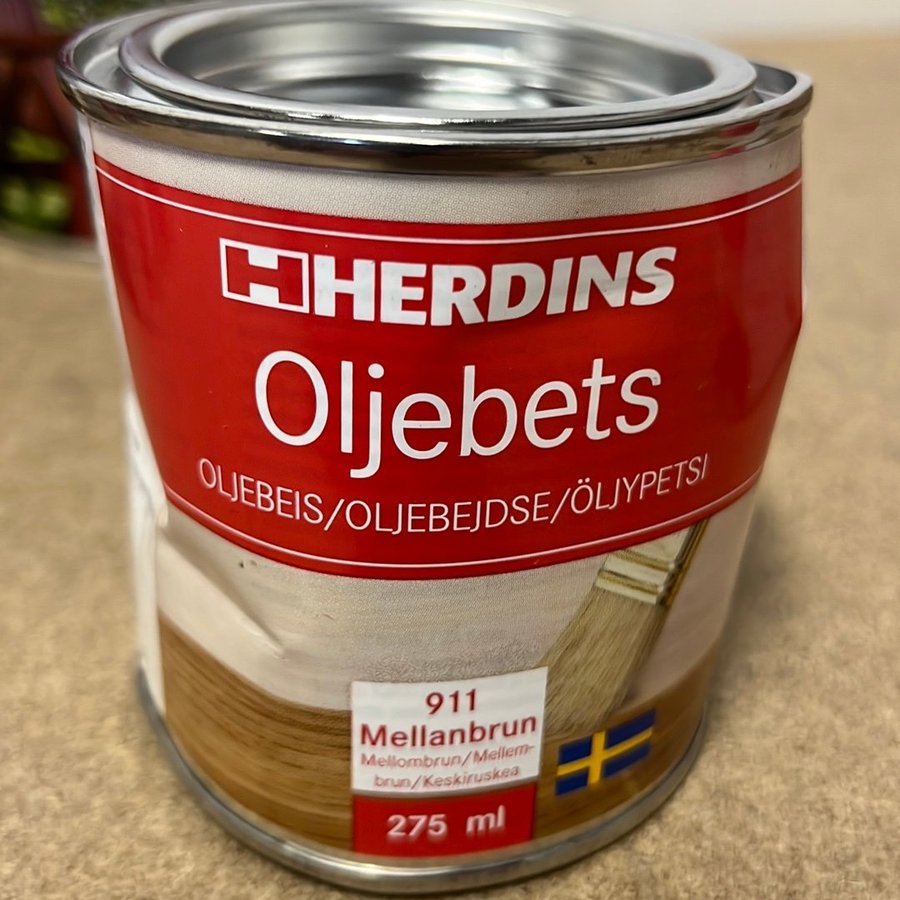 HERDINS
Oljebets
OLJEBEIS/OLJEBEJDSE/ÖLJYPETSI
911
Mellanbrun
Mellombrun/Mellem-
brun/Keskiruskea
275 ml